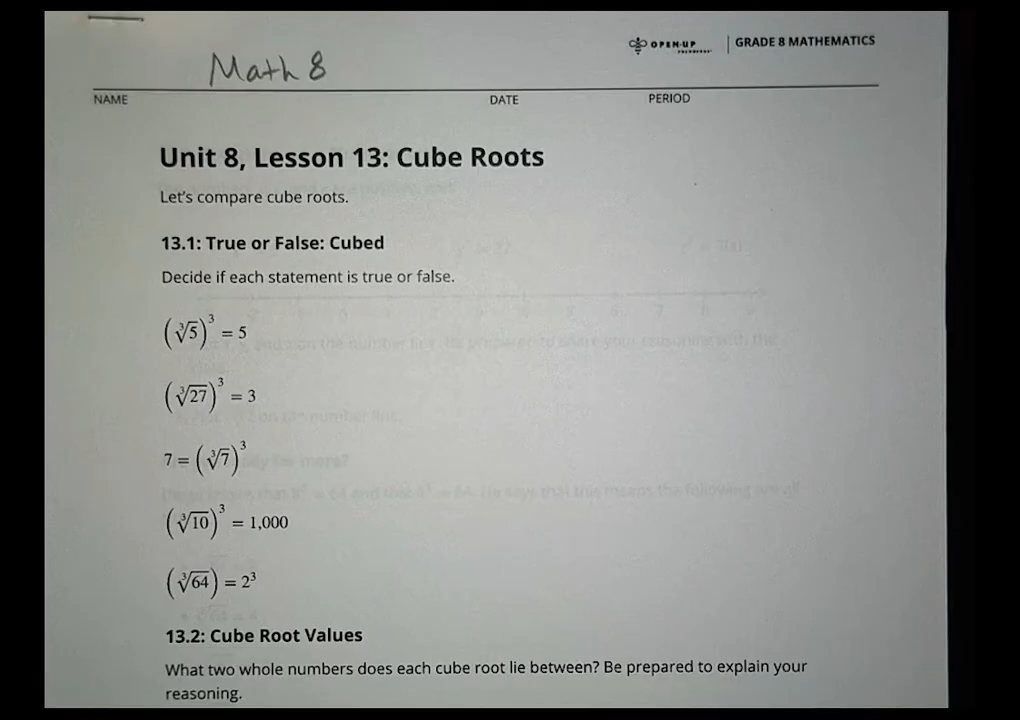 Math 8
OPEN·UP
GRADE 8 MATHEMATICS
NAME DATE PERIOD
Unit 8, Lesson 13: Cube Roots
Let's compare cube roots.
13.1: True or False: Cubed
Decide if each statement is true or false.
(∛5)³ = 5
(∛27)³ = 3
7 = (∛7)³
(∛10)³ = 1,000
(∛64) = 2³
13.2: Cube Root Values
What two whole numbers does each cube root lie between? Be prepared to explain your
reasoning.